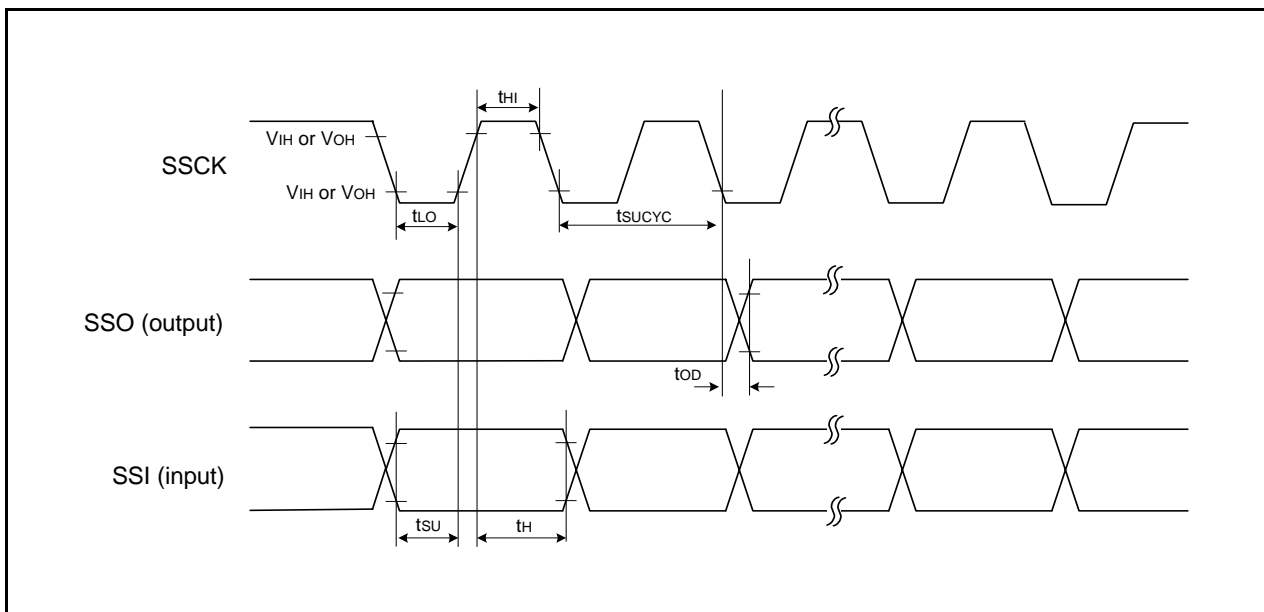 tHI
VIH or VOH
SSCK
VIH or VOH
tLO
tSUCYC
SSO (output)
tOD
SSI (input)
tSU
tH